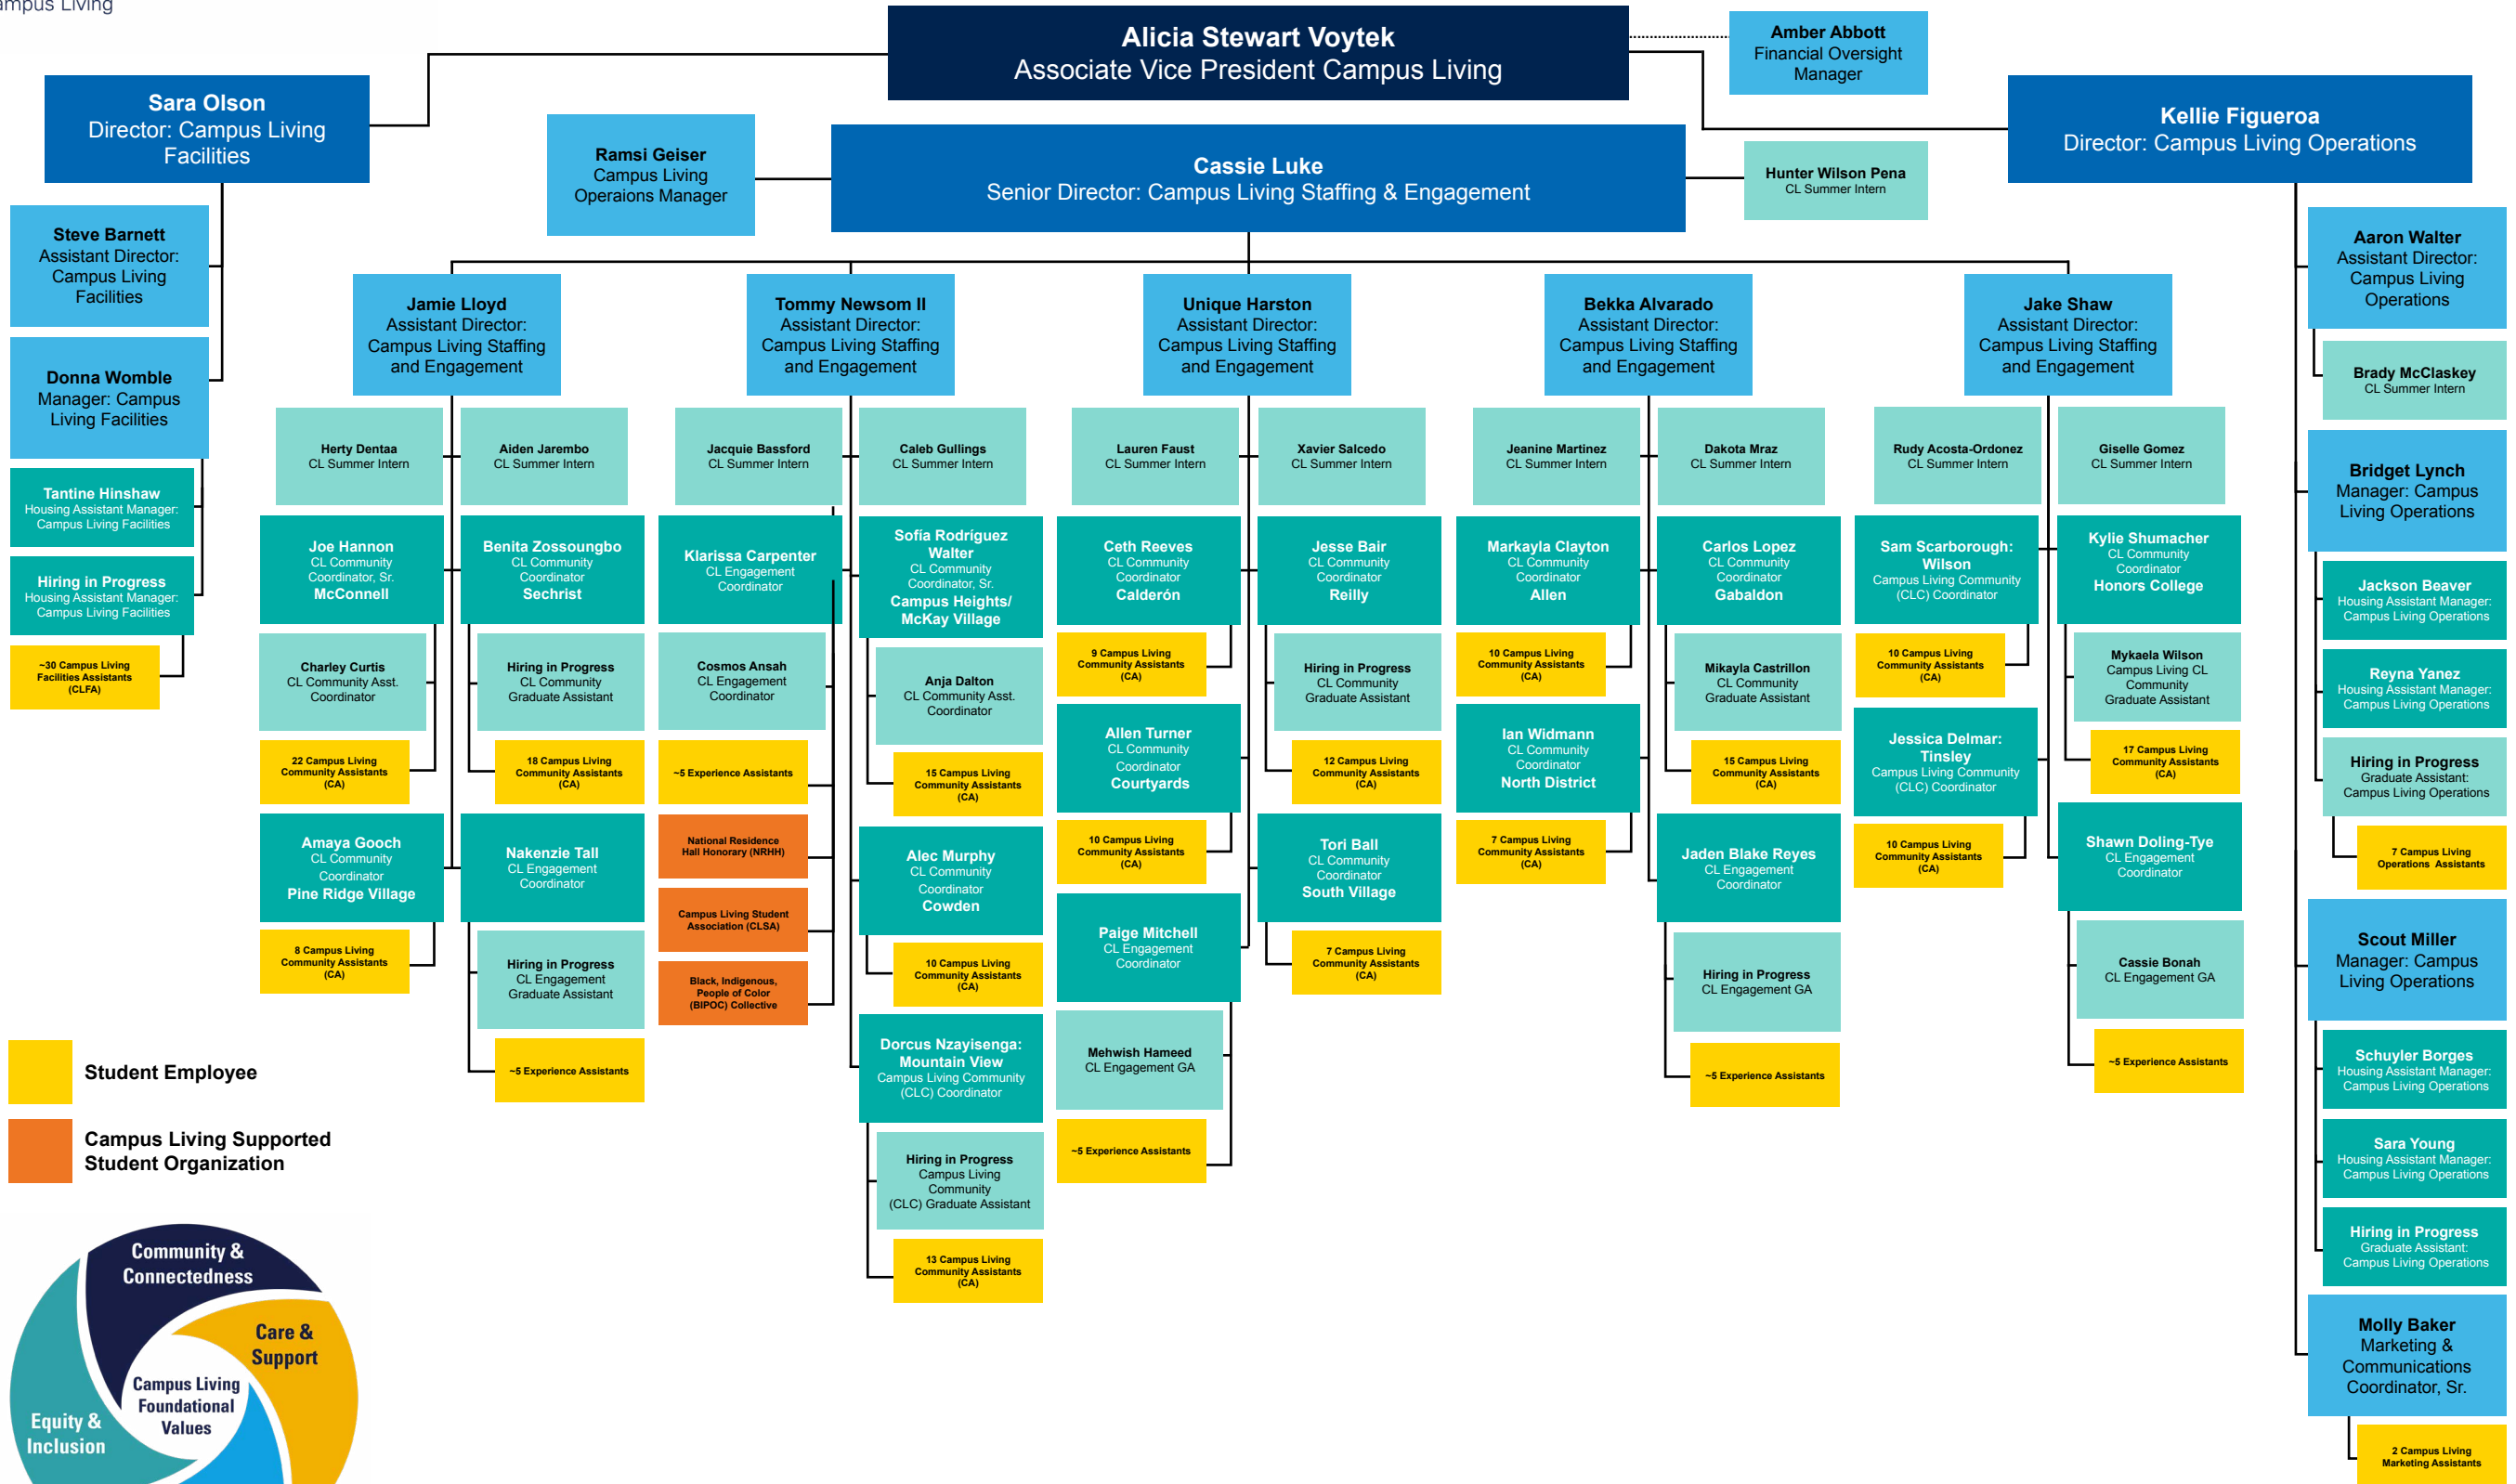 Campus Living
Alicia Stewart Voytek
Associate Vice President Campus Living
Amber Abbott
Financial Oversight
Manager
Sara Olson
Director: Campus Living
Facilities
Ramsi Geiser
Campus Living
Operaions Manager
Cassie Luke
Senior Director: Campus Living Staffing & Engagement
Hunter Wilson Pena
CL Summer Intern
Kellie Figueroa
Director: Campus Living Operations
Steve Barnett
Assistant Director:
Campus Living
Facilities
Donna Womble
Manager: Campus
Living Facilities
Tantine Hinshaw
Housing Assistant Manager:
Campus Living Facilities
Hiring in Progress
Housing Assistant Manager:
Campus Living Facilities
~30 Campus Living
Facilities Assistants
(CLFA)
Jamie Lloyd
Assistant Director:
Campus Living Staffing
and Engagement
Herty Dentaa
CL Summer Intern
Aiden Jarembo
CL Summer Intern
Joe Hannon
CL Community
Coordinator, Sr.
McConnell
Charley Curtis
CL Community Asst.
Coordinator
22 Campus Living
Community Assistants
(CA)
Amaya Gooch
CL Community
Coordinator
Pine Ridge Village
8 Campus Living
Community Assistants
(CA)
Benita Zossoungbo
CL Community
Coordinator
Sechrist
Hiring in Progress
CL Community
Graduate Assistant
18 Campus Living
Community Assistants
(CA)
Nakenzie Tall
CL Engagement
Coordinator
Hiring in Progress
CL Engagement
Graduate Assistant
~5 Experience Assistants
Tommy Newsom II
Assistant Director:
Campus Living Staffing
and Engagement
Jacquie Bassford
CL Summer Intern
Caleb Gullings
CL Summer Intern
Klarissa Carpenter
CL Engagement
Coordinator
Cosmos Ansah
CL Engagement
Coordinator
~5 Experience Assistants
National Residence
Hall Honorary (NRHH)
Campus Living Student
Association (CLSA)
Black, Indigenous,
People of Color
(BIPOC) Collective
Sofía Rodríguez
Walter
CL Community
Coordinator, Sr.
Campus Heights/
McKay Village
Anja Dalton
CL Community Asst.
Coordinator
15 Campus Living
Community Assistants
(CA)
Alec Murphy
CL Community
Coordinator
Cowden
10 Campus Living
Community Assistants
(CA)
Dorcus Nzayisenga:
Mountain View
Campus Living Community
(CLC) Coordinator
Hiring in Progress
Campus Living
Community
(CLC) Graduate Assistant
13 Campus Living
Community Assistants
(CA)
Unique Harston
Assistant Director:
Campus Living Staffing
and Engagement
Lauren Faust
CL Summer Intern
Xavier Salcedo
CL Summer Intern
Ceth Reeves
CL Community
Coordinator
Calderón
9 Campus Living
Community Assistants
(CA)
Allen Turner
CL Community
Coordinator
Courtyards
10 Campus Living
Community Assistants
(CA)
Paige Mitchell
CL Engagement
Coordinator
Mehwish Hameed
CL Engagement GA
~5 Experience Assistants
Jesse Bair
CL Community
Coordinator
Reilly
Hiring in Progress
CL Community
Graduate Assistant
12 Campus Living
Community Assistants
(CA)
Tori Ball
CL Community
Coordinator
South Village
7 Campus Living
Community Assistants
(CA)
Bekka Alvarado
Assistant Director:
Campus Living Staffing
and Engagement
Jeanine Martinez
CL Summer Intern
Dakota Mraz
CL Summer Intern
Markayla Clayton
CL Community
Coordinator
Allen
10 Campus Living
Community Assistants
(CA)
Ian Widmann
CL Community
Coordinator
North District
7 Campus Living
Community Assistants
(CA)
Carlos Lopez
CL Community
Coordinator
Gabaldon
Mikayla Castrillon
CL Community
Graduate Assistant
15 Campus Living
Community Assistants
(CA)
Jaden Blake Reyes
CL Engagement
Coordinator
Hiring in Progress
CL Engagement GA
~5 Experience Assistants
Jake Shaw
Assistant Director:
Campus Living Staffing
and Engagement
Rudy Acosta-Ordonez
CL Summer Intern
Giselle Gomez
CL Summer Intern
Sam Scarborough:
Wilson
Campus Living Community
(CLC) Coordinator
10 Campus Living
Community Assistants
(CA)
Jessica Delmar:
Tinsley
Campus Living Community
(CLC) Coordinator
10 Campus Living
Community Assistants
(CA)
Kylie Shumacher
CL Community
Coordinator
Honors College
Mykaela Wilson
Campus Living CL
Community
Graduate Assistant
17 Campus Living
Community Assistants
(CA)
Shawn Doling-Tye
CL Engagement
Coordinator
Cassie Bonah
CL Engagement GA
~5 Experience Assistants
Aaron Walter
Assistant Director:
Campus Living
Operations
Brady McClaskey
CL Summer Intern
Bridget Lynch
Manager: Campus
Living Operations
Jackson Beaver
Housing Assistant Manager:
Campus Living Operations
Reyna Yanez
Housing Assistant Manager:
Campus Living Operations
Hiring in Progress
Graduate Assistant:
Campus Living Operations
7 Campus Living
Operations Assistants
Scout Miller
Manager: Campus
Living Operations
Schuyler Borges
Housing Assistant Manager:
Campus Living Operations
Sara Young
Housing Assistant Manager:
Campus Living Operations
Hiring in Progress
Graduate Assistant:
Campus Living Operations
Molly Baker
Marketing &
Communications
Coordinator, Sr.
2 Campus Living
Marketing Assistants
Student Employee
Campus Living Supported
Student Organization
Community &
Connectedness
Care &
Support
Campus Living
Foundational
Values
Equity &
Inclusion